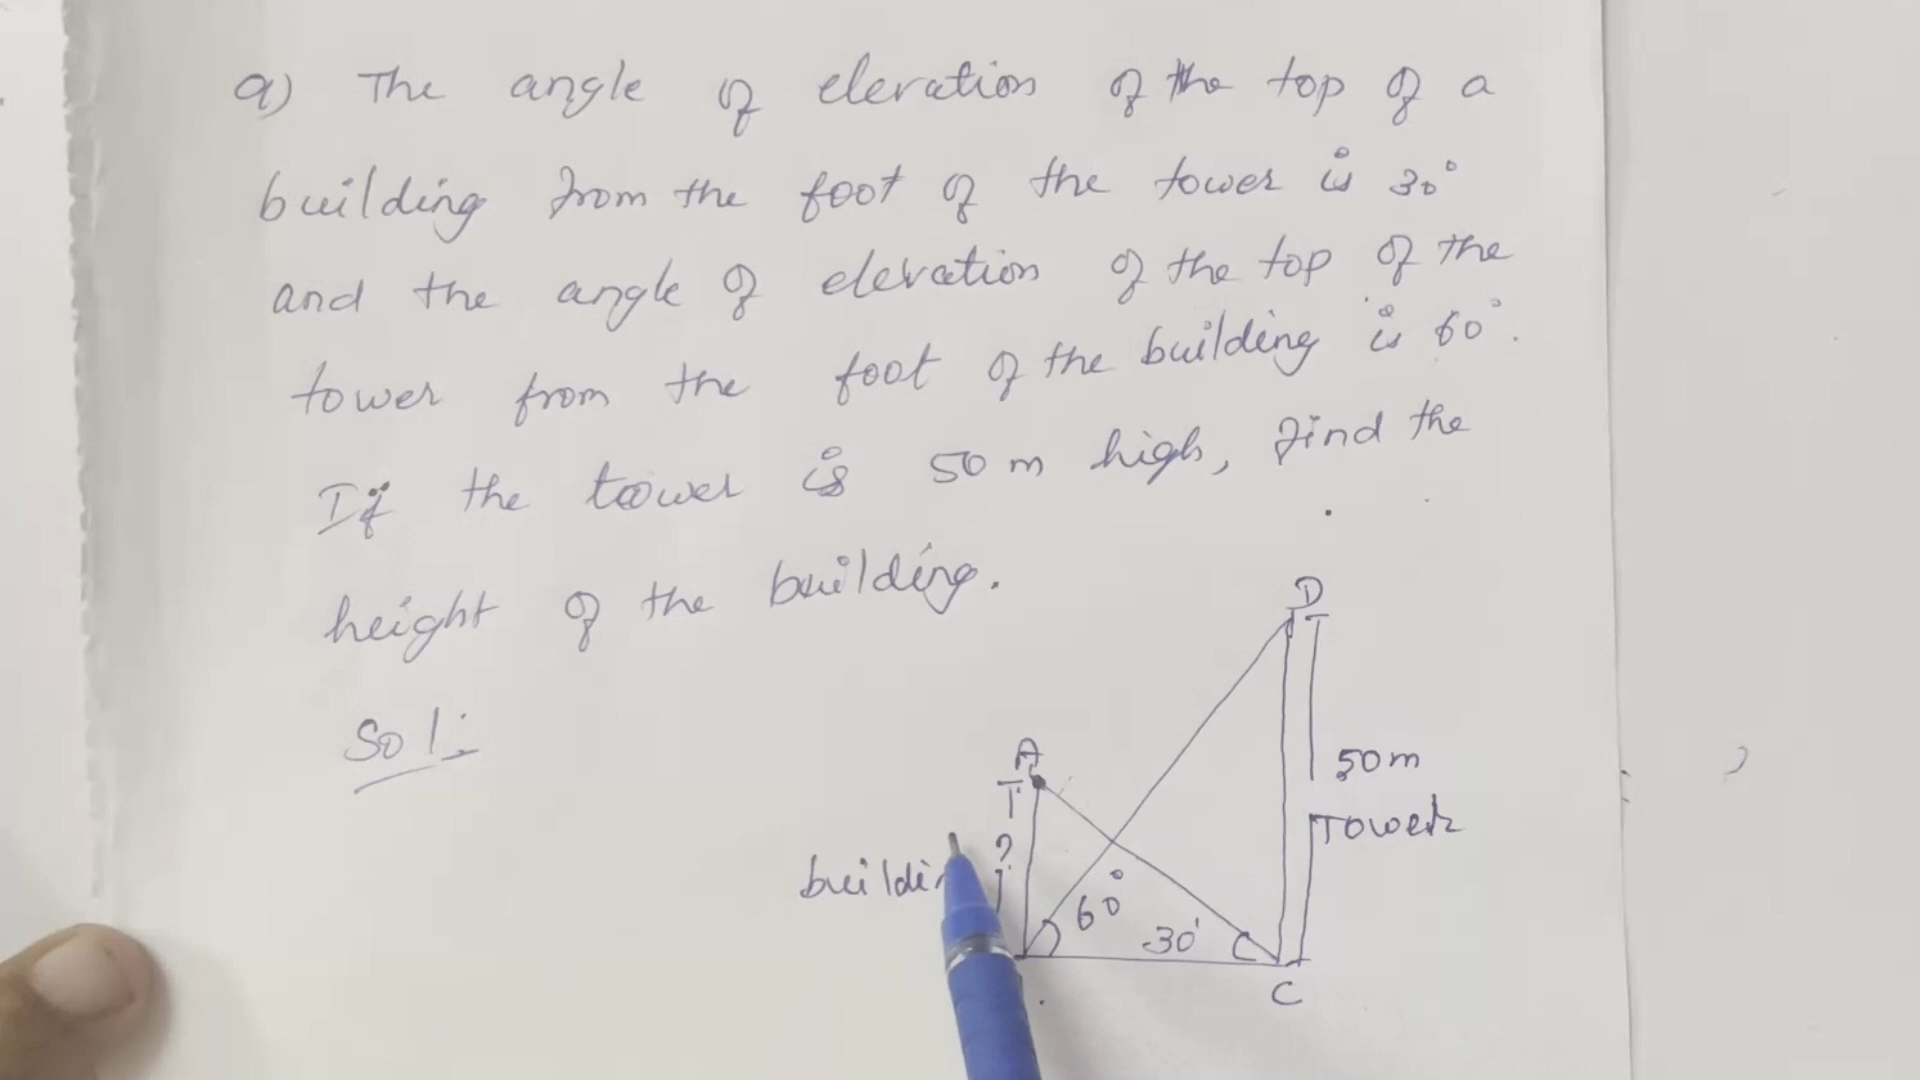 Q) The angle of elevation of the top of a
building from the foot of the tower is 30°
and the angle of elevation of the top of the
tower from the foot of the building is 60°.
If the tower is 50 m high, find the
height of the building.
Sol:
D
A
50m
Tower
?
60°
30°
C